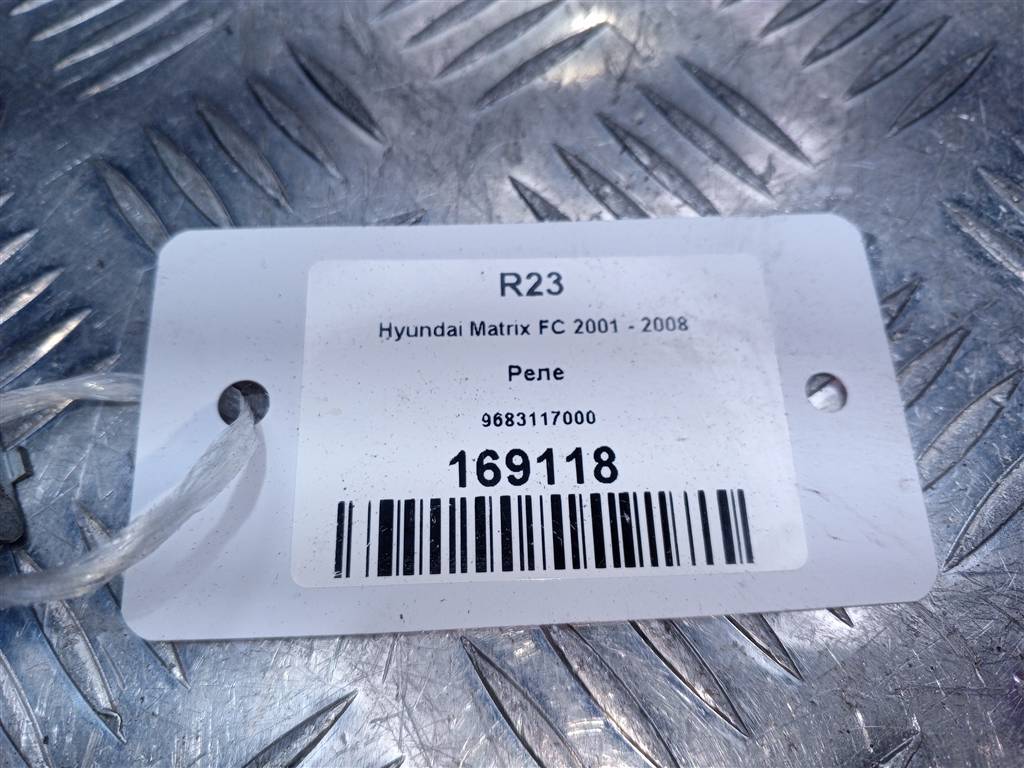 R23
Hyundai Matrix FC 2001 - 2008
Реле
9683117000
169118